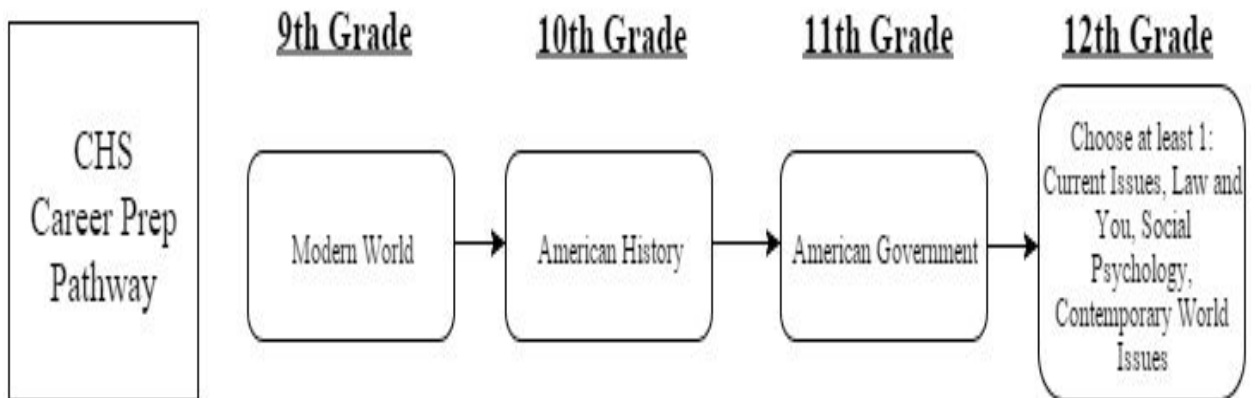 9th Grade
10th Grade
11th Grade
12th Grade
CHS
Career Prep
Pathway
Modern World
American History
American Government
Choose at least 1:
Current Issues, Law and
You, Social
Psychology,
Contemporary World
Issues